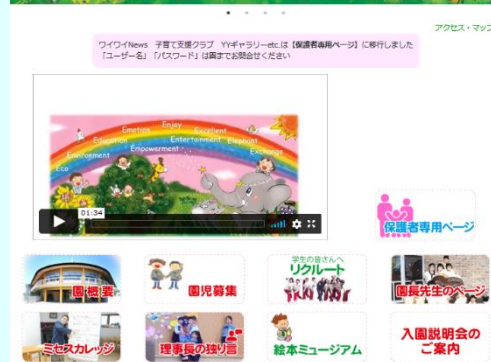 アクセス・マップ
ワイワイNews 子育て支援クラブ YYギャラリーetc.は【保護者専用ページ】に移行しました
「ユーザー名」「パスワード」は園までお問合せください
Emotion
Enjoy
Excellent
Education
Entertainment
Elephant
Environment
Empowerment
Exchange
Eco
01:34
保護者専用ページ
園概要
園児募集
学生の皆さんへ
リクルート
園長先生のページ
ミセスカレッジ
理事長の独り言
絵本ミュージアム
入園説明会の
ご案内